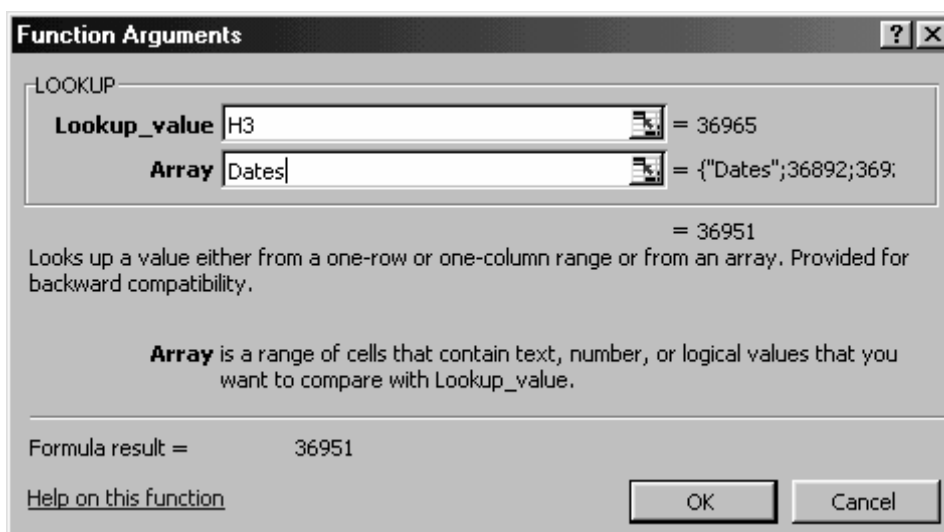 Function Arguments
LOOKUP
Lookup_value H3 = 36965
Array Dates = {"Dates";36892;369
= 36951
Looks up a value either from a one-row or one-column range or from an array. Provided for
backward compatibility.
Array is a range of cells that contain text, number, or logical values that you
want to compare with Lookup_value.
Formula result = 36951
Help on this function
OK Cancel